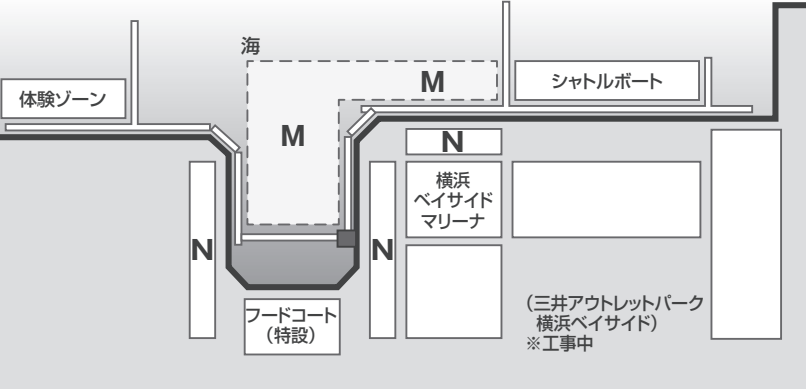 海
体験ゾーン
M
シャトルボート
M
N
横浜
ベイサイド
マリーナ
N
N
フードコート
（特設）
（三井アウトレットパーク
横浜ベイサイド）
※工事中